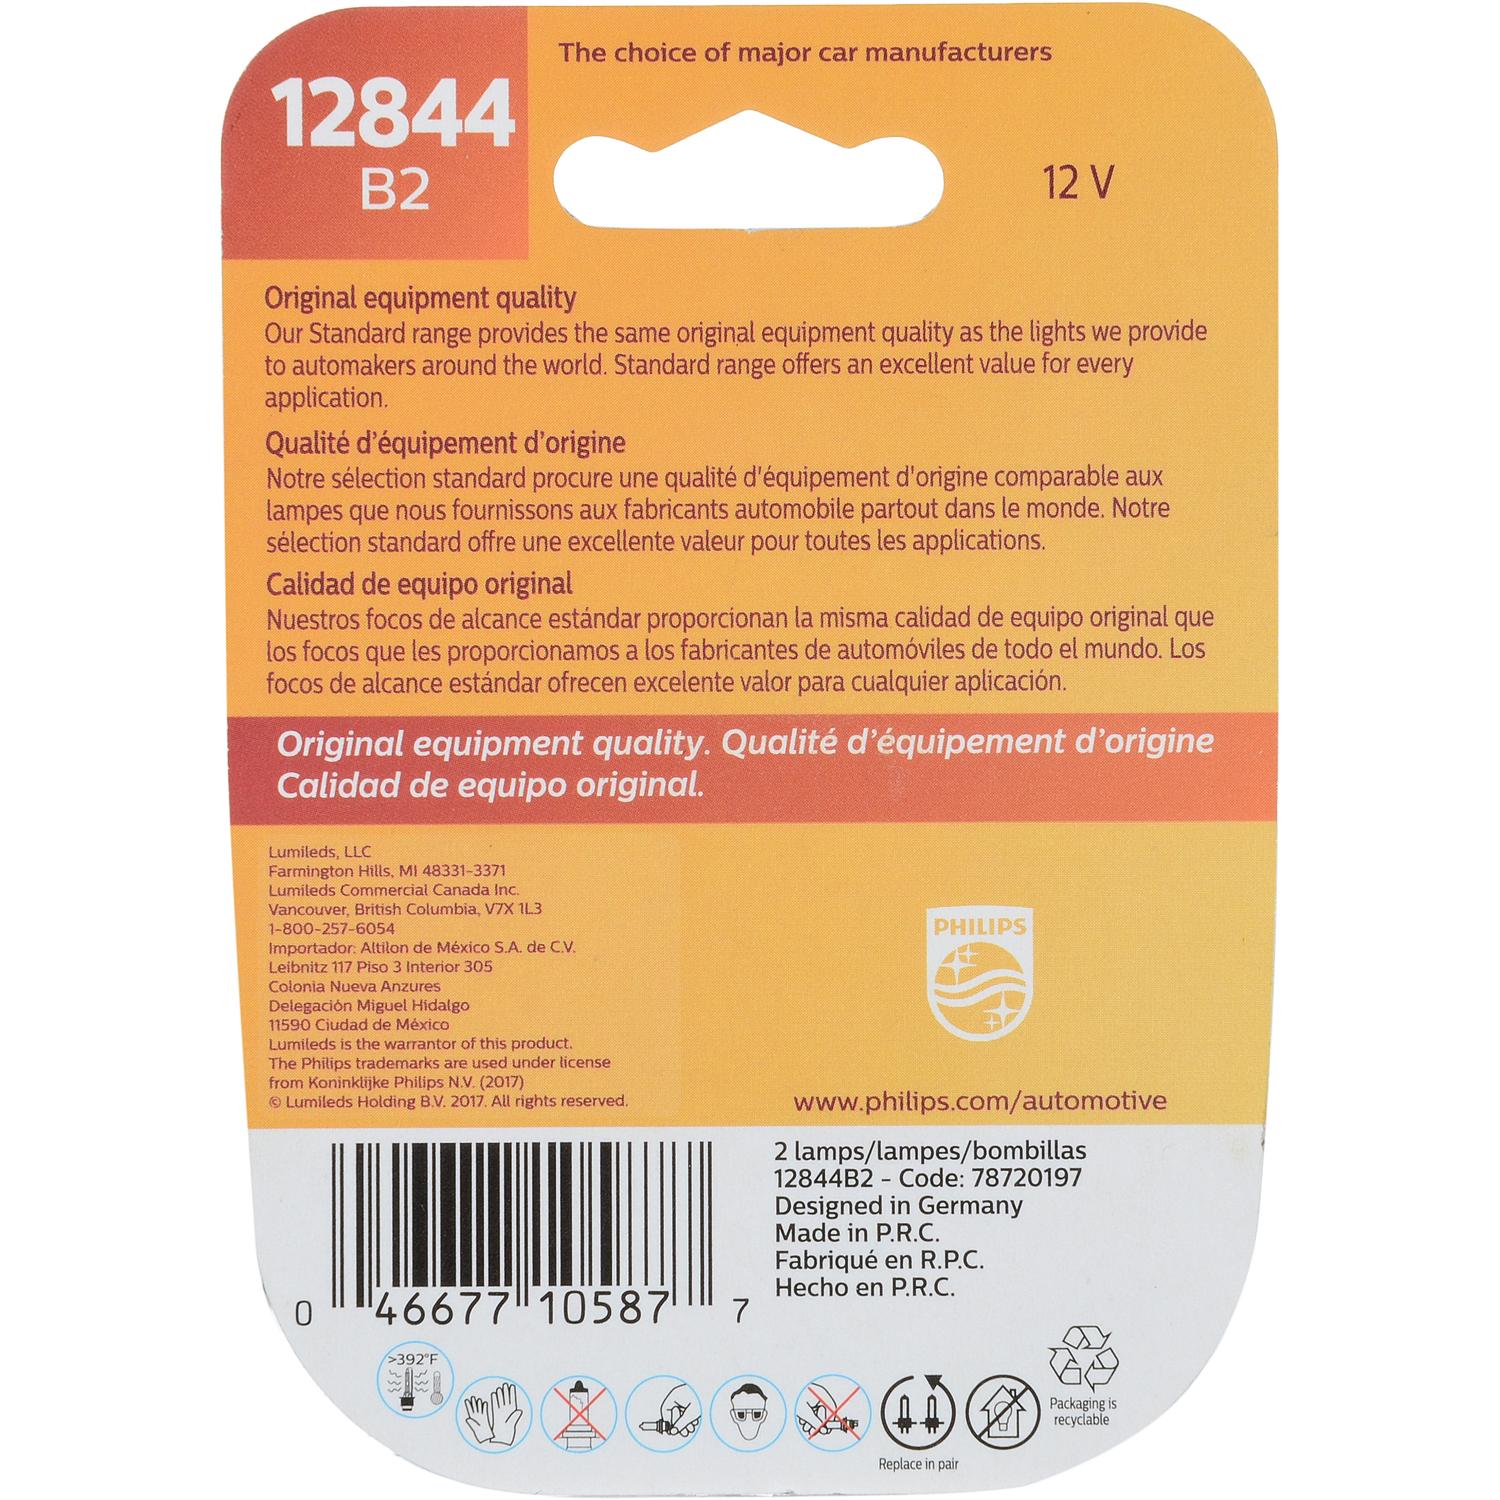 The choice of major car manufacturers
12844
B2
12 V
Original equipment quality
Our Standard range provides the same original equipment quality as the lights we provide
to automakers around the world. Standard range offers an excellent value for every
application.
Qualité d'équipement d'origine
Notre sélection standard procure une qualité d'équipement d'origine comparable aux
lampes que nous fournissons aux fabricants automobile partout dans le monde. Notre
sélection standard offre une excellente valeur pour toutes les applications.
Calidad de equipo original
Nuestros focos de alcance estándar proporcionan la misma calidad de equipo original que
los focos que les proporcionamos a los fabricantes de automóviles de todo el mundo. Los
focos de alcance estándar ofrecen excelente valor para cualquier aplicación.
Original equipment quality. Qualité d'équipement d'origine
Calidad de equipo original.
Lumileds, LLC
Farmington Hills, MI 48331-3371
Lumileds Commercial Canada Inc.
Vancouver, British Columbia, V7X 1L3
1-800-257-6054
Importador: Altilon de México S.A. de C.V.
Leibnitz 117 Piso 3 Interior 305
Colonia Nueva Anzures
Delegación Miguel Hidalgo
11590 Ciudad de México
Lumileds is the warrantor of this product.
The Philips trademarks are used under license
from Koninklijke Philips N.V. (2017)
© Lumileds Holding B.V. 2017. All rights reserved.
PHILIPS
www.philips.com/automotive
2 lamps/lampes/bombillas
12844B2 - Code: 78720197
Designed in Germany
Made in P.R.C.
Fabriqué en R.P.C.
Hecho en P.R.C.
0 46677 10587 7
>392°F
Replace in pair
Packaging is
recyclable